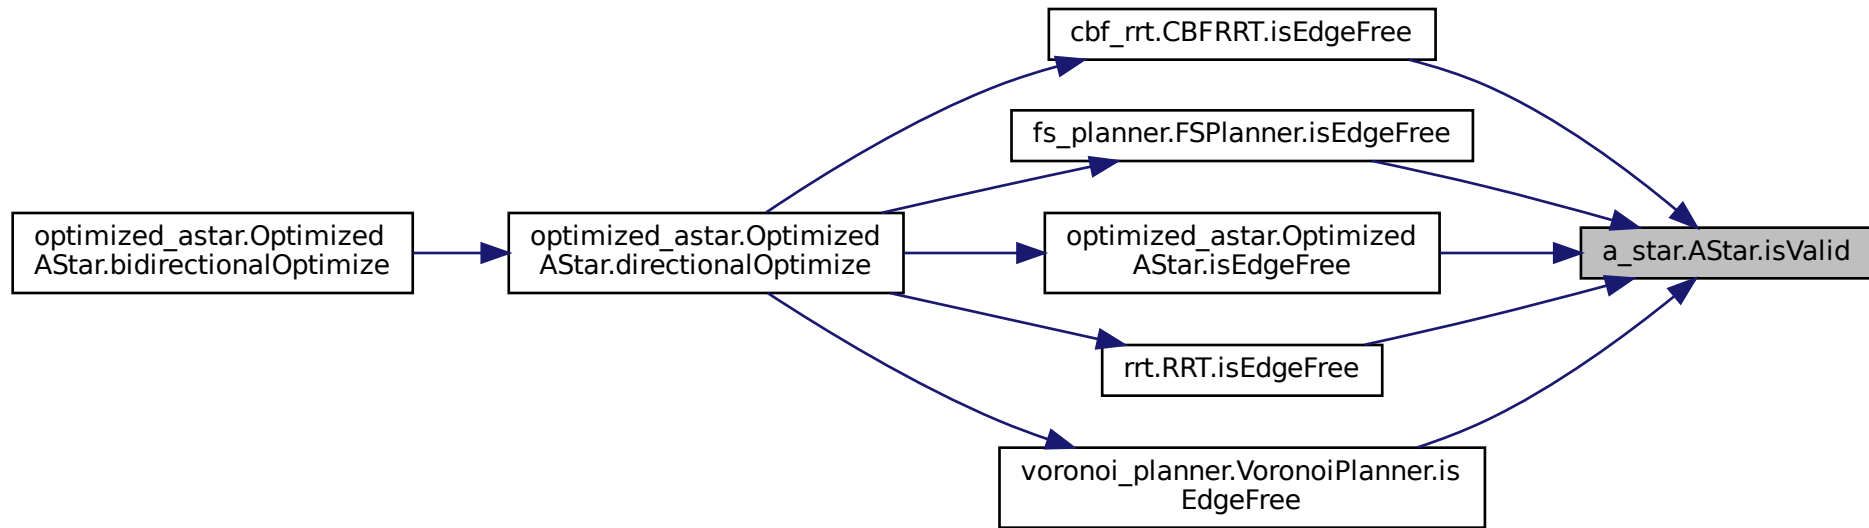 cbf_rrt.CBFRRT.isEdgeFree
fs_planner.FSPlanner.isEdgeFree
optimized_astar.Optimized
AStar.bidirectionalOptimize
optimized_astar.Optimized
AStar.directionalOptimize
optimized_astar.Optimized
AStar.isEdgeFree
a_star.AStar.isValid
rrt.RRT.isEdgeFree
voronoi_planner.VoronoiPlanner.is
EdgeFree